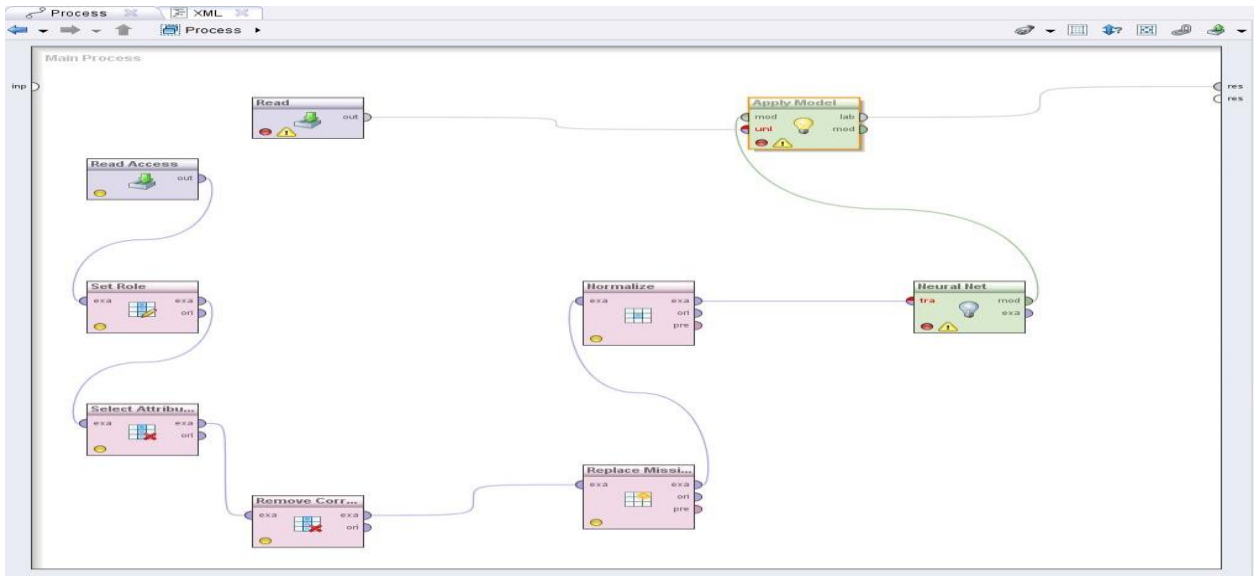 Process XML
Process
Main Process
inp
res
res
Read
out
Apply Model
mod lab
unl mod
Read Access
out
Set Role
exa exa
ori
Normalize
exa exa
ori
pre
Neural Net
tra mod
exa
Select Attribu...
exa exa
ori
Remove Corr...
exa exa
ori
Replace Missi...
exa exa
ori
pre